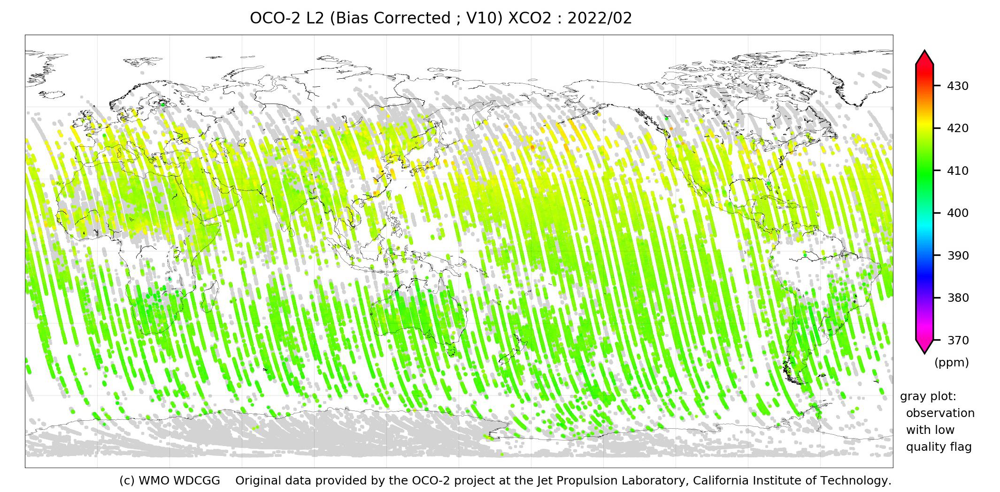 OCO-2 L2 (Bias Corrected ; V10) XCO2 : 2022/02
430
420
410
400
390
380
370
(ppm)
gray plot:
observation
with low
quality flag
(c) WMO WDCGG    Original data provided by the OCO-2 project at the Jet Propulsion Laboratory, California Institute of Technology.